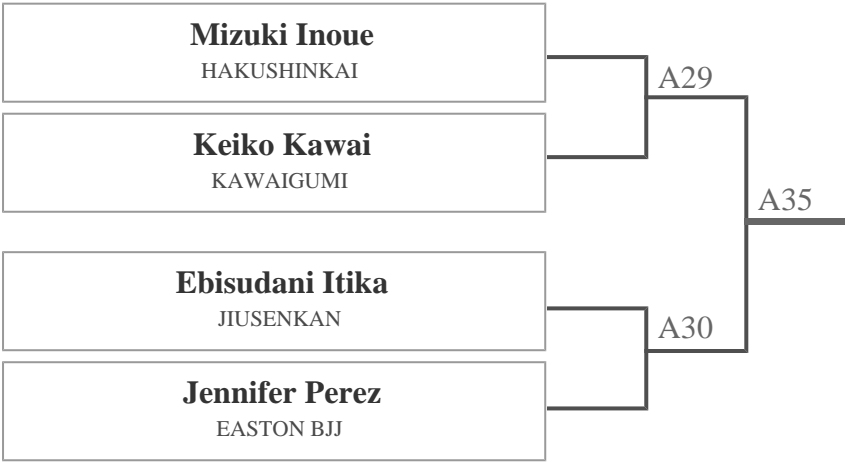 Mizuki Inoue
HAKUSHINKAI
A29
Keiko Kawai
KAWAIGUMI
A35
Ebisudani Itika
JIUSENKAN
A30
Jennifer Perez
EASTON BJJ